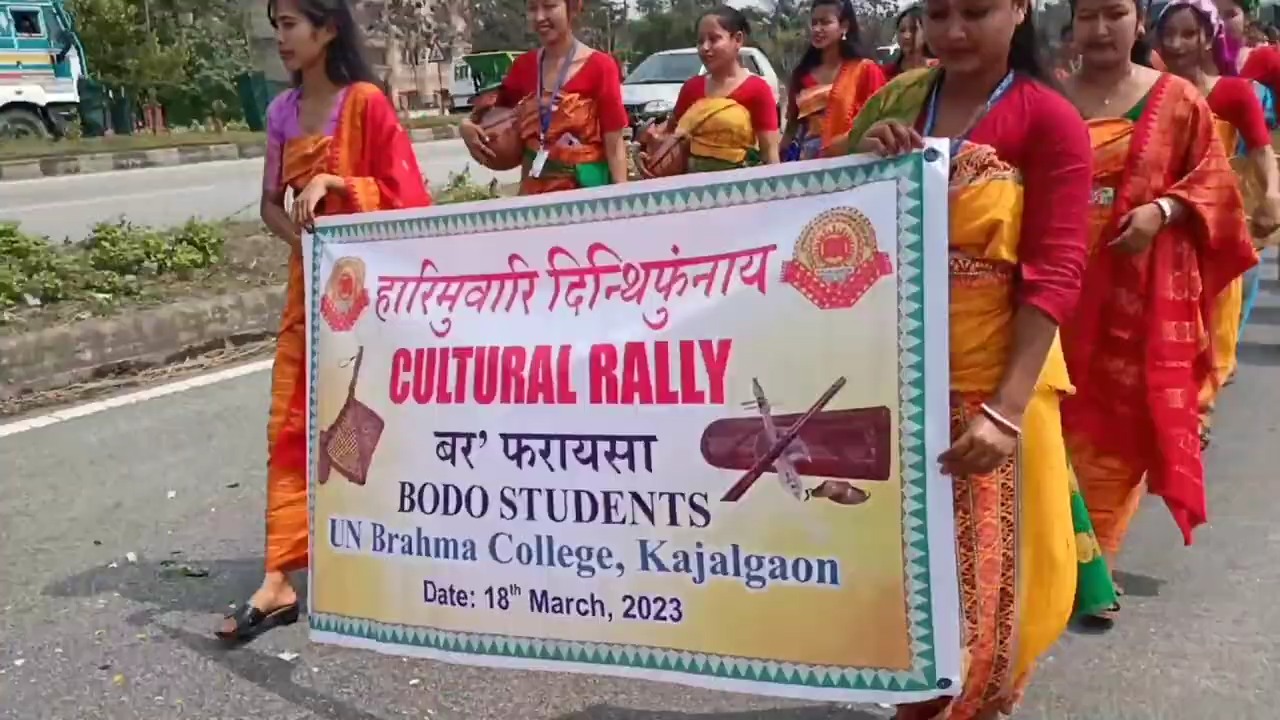 हारिमुवारि दिन्थिफुंनाय
CULTURAL RALLY
बर’ फरायसा
BODO STUDENTS
UN Brahma College, Kajalgaon
Date: 18th March, 2023